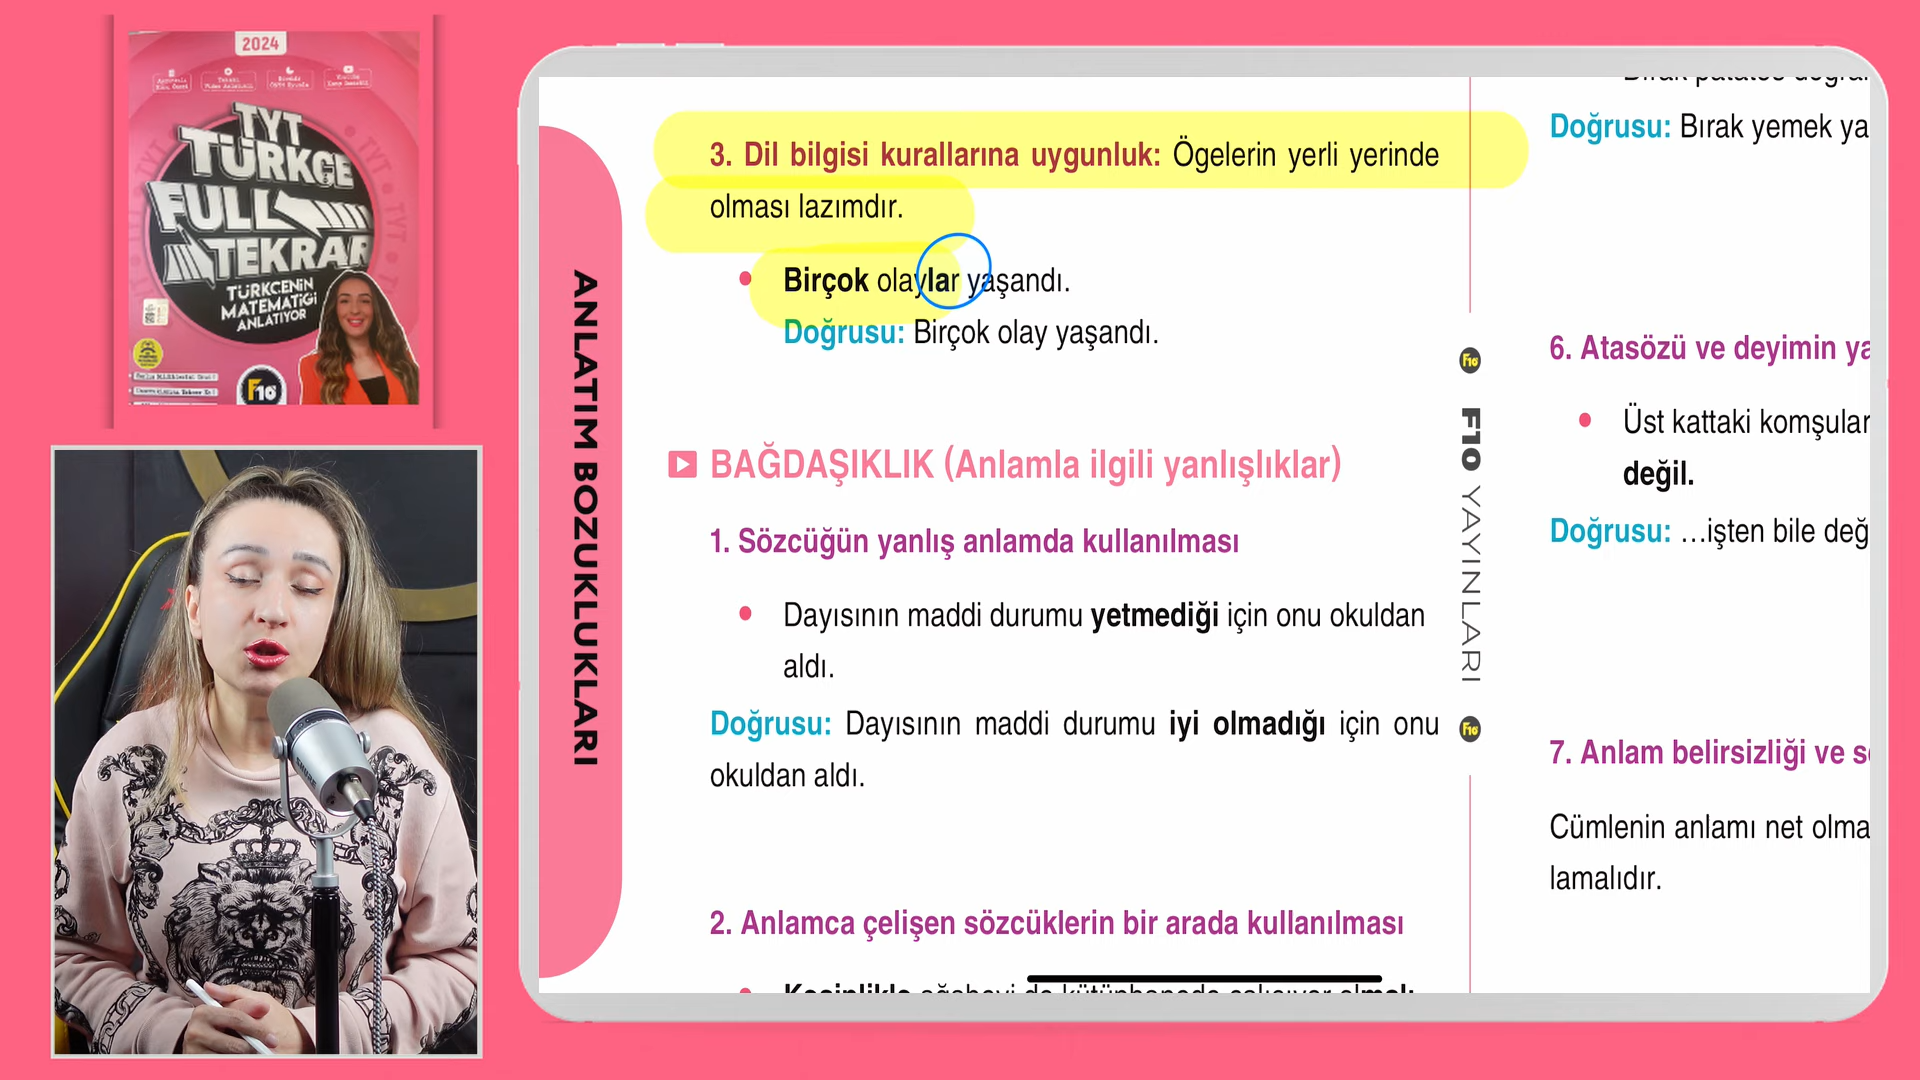 2024
TYT
TÜRKÇE
FULL
TEKRAR
TÜRKÇENİN
MATEMATİĞİ
ANLATIYOR
F10
ANLATIM BOZUKLUKLARI
3. Dil bilgisi kurallarına uygunluk: Ögelerin yerli yerinde
olması lazımdır.
• Birçok olaylar yaşandı.
Doğrusu: Birçok olay yaşandı.
BAĞDAŞIKLIK (Anlamla ilgili yanlışlıklar)
1. Sözcüğün yanlış anlamda kullanılması
• Dayısının maddi durumu yetmediği için onu okuldan
aldı.
Doğrusu: Dayısının maddi durumu iyi olmadığı için onu
okuldan aldı.
2. Anlamca çelişen sözcüklerin bir arada kullanılması
F10
F10 YAYINLARI
F10
Doğrusu: Bırak yemek ya
6. Atasözü ve deyimin ya
• Üst kattaki komşular
değil.
Doğrusu: …işten bile değ
7. Anlam belirsizliği ve s
Cümlenin anlamı net olma
lamalıdır.